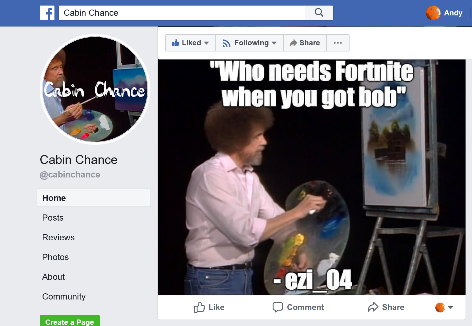 f
Cabin Chance
Andy
Liked
Following
Share
Cabin Chance
Cabin Chance
@cabinchance
Home
Posts
Reviews
Photos
About
Community
Create a Page
"Who needs Fortnite
when you got bob"
- ezi_04
Like
Comment
Share